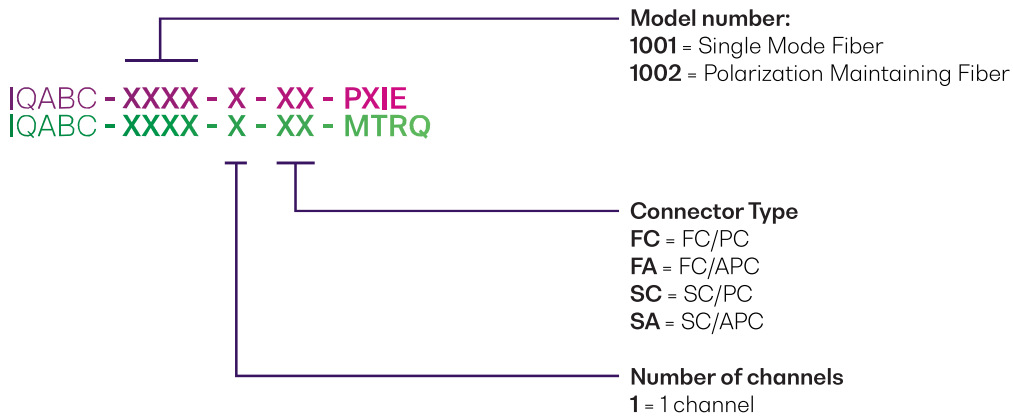 Model number:
1001 = Single Mode Fiber
1002 = Polarization Maintaining Fiber
IQABC - XXXX - X - XX - PXIE
IQABC - XXXX - X - XX - MTRQ
Connector Type
FC = FC/PC
FA = FC/APC
SC = SC/PC
SA = SC/APC
Number of channels
1 = 1 channel